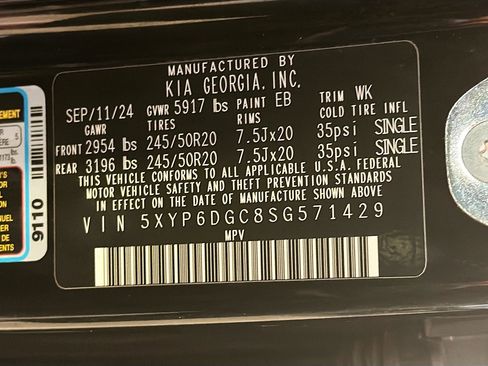 MANUFACTURED BY
KIA GEORGIA, INC.
SEP/11/24 GVWR 5917 lbs PAINT EB TRIM WK
GAWR TIRES RIMS COLD TIRE INFL
FRONT 2954 lbs 245/50R20 7.5Jx20 35psi SINGLE
REAR 3196 lbs 245/50R20 7.5Jx20 35psi SINGLE
THIS VEHICLE CONFORMS TO ALL APPLICABLE U.S.A. FEDERAL
MOTOR VEHICLE SAFETY AND THEFT PREVENTION STANDARDS
IN EFFECT ON THE DATE OF MANUFACTURE SHOWN ABOVE
VIN 5XYP6DGC8SG571429
MPV
9110